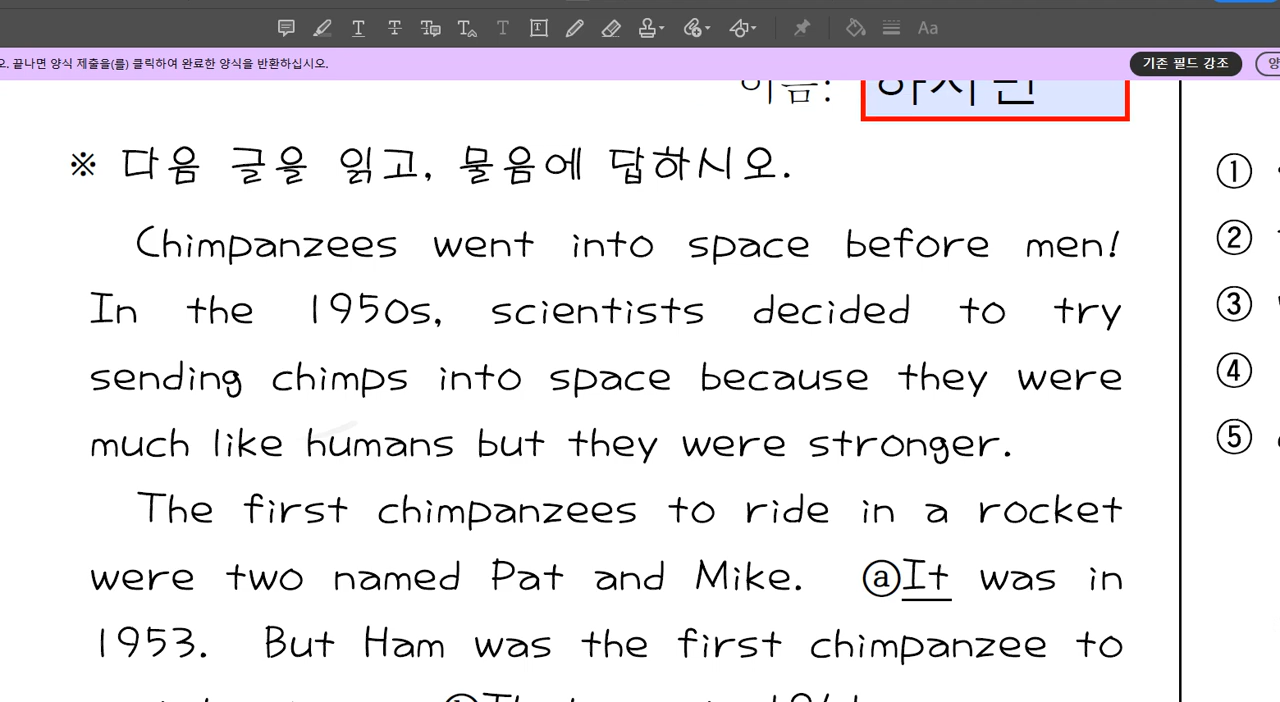 Aa
오. 끝나면 양식 제출을(를) 클릭하여 완료한 양식을 반환하십시오.
기존 필드 강조
양
이름:
※ 다음 글을 읽고, 물음에 답하시오.
Chimpanzees went into space before men!
In the 1950s, scientists decided to try
sending chimps into space because they were
much like humans but they were stronger.
The first chimpanzees to ride in a rocket
were two named Pat and Mike. ⓐIt was in
1953. But Ham was the first chimpanzee to
①
②
③
④
⑤